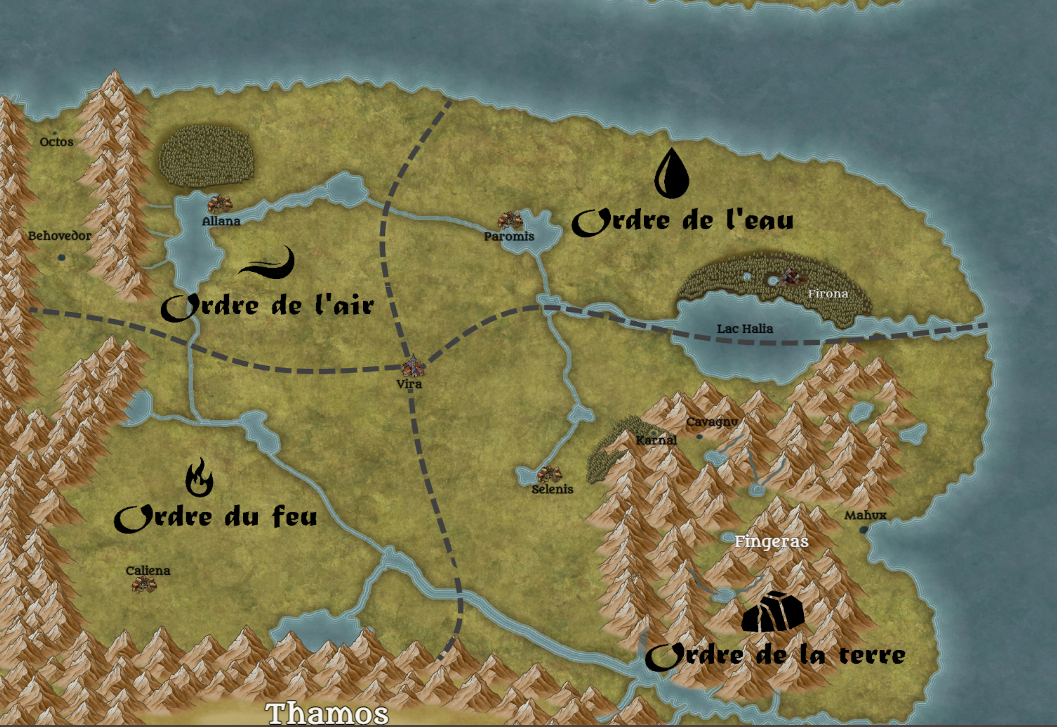 Octos
Allana
Behovedor
Ordre de l'eau
Paromis
Ordre de l'air
Firona
Lac Halia
Vira
Cavagnu
Karnal
Selenis
Ordre du feu
Mahux
Fingeras
Caliena
Ordre de la terre
Thamos